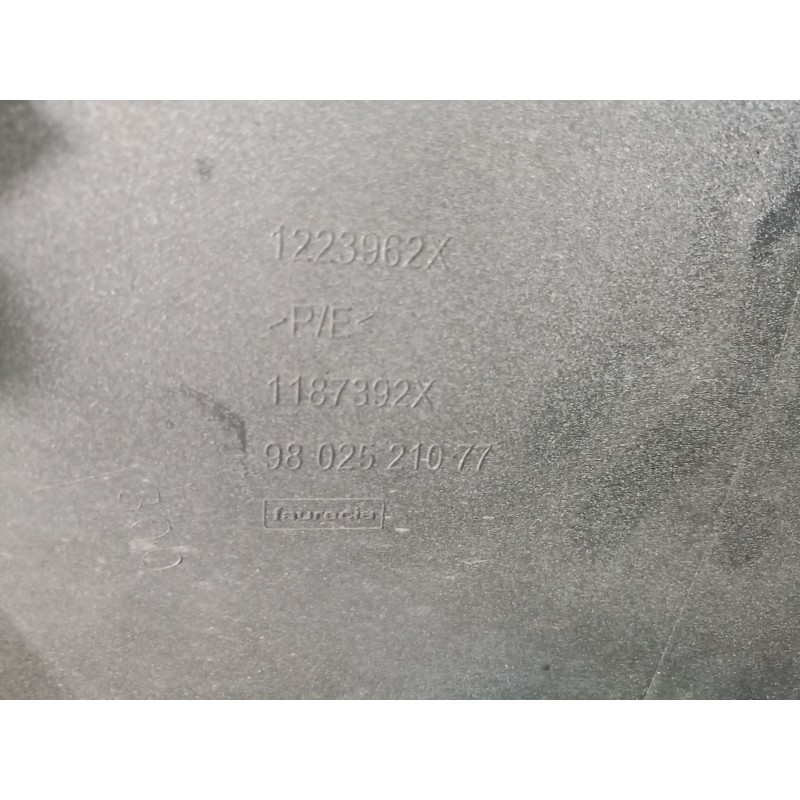 1223962X
>P/E<
1187392X
98 025 210 77
faurecia